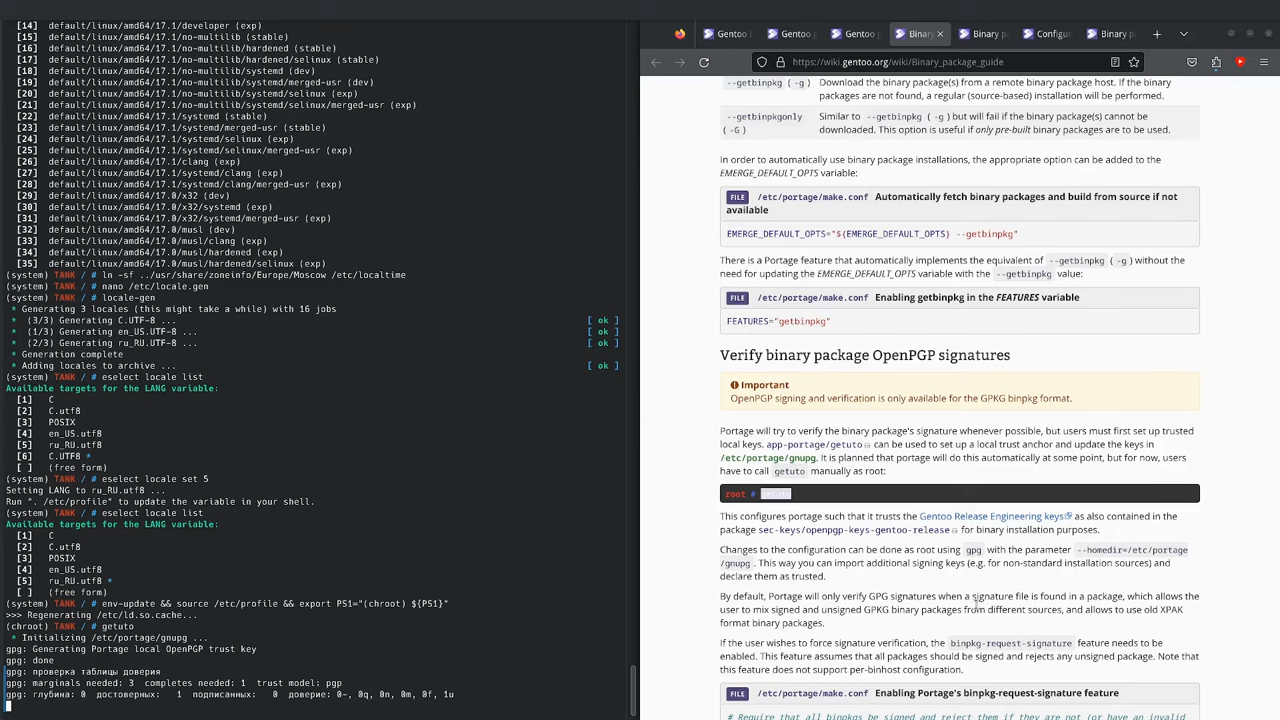 [14]   default/linux/amd64/17.1/developer (exp)
[15]   default/linux/amd64/17.1/no-multilib (stable)
[16]   default/linux/amd64/17.1/no-multilib/hardened (stable)
[17]   default/linux/amd64/17.1/no-multilib/hardened/selinux (stable)
[18]   default/linux/amd64/17.1/no-multilib/systemd (dev)
[19]   default/linux/amd64/17.1/no-multilib/systemd/merged-usr (dev)
[20]   default/linux/amd64/17.1/no-multilib/systemd/selinux (exp)
[21]   default/linux/amd64/17.1/no-multilib/systemd/selinux/merged-usr (exp)
[22]   default/linux/amd64/17.1/systemd (stable)
[23]   default/linux/amd64/17.1/systemd/merged-usr (stable)
[24]   default/linux/amd64/17.1/systemd/selinux (exp)
[25]   default/linux/amd64/17.1/systemd/selinux/merged-usr (exp)
[26]   default/linux/amd64/17.1/clang (exp)
[27]   default/linux/amd64/17.1/systemd/clang (exp)
[28]   default/linux/amd64/17.1/systemd/clang/merged-usr (exp)
[29]   default/linux/amd64/17.0/x32 (dev)
[30]   default/linux/amd64/17.0/x32/systemd (exp)
[31]   default/linux/amd64/17.0/x32/systemd/merged-usr (exp)
[32]   default/linux/amd64/17.0/musl (dev)
[33]   default/linux/amd64/17.0/musl/clang (exp)
[34]   default/linux/amd64/17.0/musl/hardened (exp)
[35]   default/linux/amd64/17.0/musl/hardened/selinux (exp)
(system) TANK / # ln -sf ../usr/share/zoneinfo/Europe/Moscow /etc/localtime
(system) TANK / # nano /etc/locale.gen
(system) TANK / # locale-gen
* Generating 3 locales (this might take a while) with 16 jobs
*  (3/3) Generating C.UTF-8 ... [ ok ]
*  (1/3) Generating en_US.UTF-8 ... [ ok ]
*  (2/3) Generating ru_RU.UTF-8 ... [ ok ]
* Generation complete
* Adding locales to archive ... [ ok ]
(system) TANK / # eselect locale list
Available targets for the LANG variable:
[1]   C
[2]   C.utf8
[3]   POSIX
[4]   en_US.utf8
[5]   ru_RU.utf8
[6]   C.UTF8 *
[ ]   (free form)
(system) TANK / # eselect locale set 5
Setting LANG to ru_RU.utf8 ...
Run ". /etc/profile" to update the variable in your shell.
(system) TANK / # eselect locale list
Available targets for the LANG variable:
[1]   C
[2]   C.utf8
[3]   POSIX
[4]   en_US.utf8
[5]   ru_RU.utf8 *
[ ]   (free form)
(system) TANK / # env-update && source /etc/profile && export PS1="(chroot) ${PS1}"
>>> Regenerating /etc/ld.so.cache...
(chroot) TANK / # getuto
* Initializing /etc/portage/gnupg ...
gpg: Generating Portage local OpenPGP trust key
gpg: done
gpg: проверка таблицы доверия
gpg: marginals needed: 3  completes needed: 1  trust model: pgp
gpg: глубина: 0  достоверных:   1  подписанных:   0  доверие: 0-, 0q, 0n, 0m, 0f, 1u
Gentoo
Gentoo g
Gentoo
Binary
Binary p
Configur
Binary p
https://wiki.gentoo.org/wiki/Binary_package_guide
--getbinpkg ( -g ) Download the binary package(s) from a remote binary package host. If the binary
packages are not found, a regular (source-based) installation will be performed.
--getbinpkgonly Similar to --getbinpkg ( -g ) but will fail if the binary package(s) cannot be
( -G ) downloaded. This option is useful if only pre-built binary packages are to be used.
In order to automatically use binary package installations, the appropriate option can be added to the
EMERGE_DEFAULT_OPTS variable:
FILE /etc/portage/make.conf Automatically fetch binary packages and build from source if not
available
EMERGE_DEFAULT_OPTS="${EMERGE_DEFAULT_OPTS} --getbinpkg"
There is a Portage feature that automatically implements the equivalent of --getbinpkg ( -g ) without the
need for updating the EMERGE_DEFAULT_OPTS variable with the --getbinpkg value:
FILE /etc/portage/make.conf Enabling getbinpkg in the FEATURES variable
FEATURES="getbinpkg"
Verify binary package OpenPGP signatures
Important
OpenPGP signing and verification is only available for the GPKG binpkg format.
Portage will try to verify the binary package's signature whenever possible, but users must first set up trusted
local keys. app-portage/getuto can be used to set up a local trust anchor and update the keys in
/etc/portage/gnupg. It is planned that portage will do this automatically at some point, but for now, users
have to call getuto manually as root:
root # getuto
This configures portage such that it trusts the Gentoo Release Engineering keys as also contained in the
package sec-keys/openpgp-keys-gentoo-release for binary installation purposes.
Changes to the configuration can be done as root using gpg with the parameter --homedir=/etc/portage
/gnupg . This way you can import additional signing keys (e.g. for non-standard installation sources) and
declare them as trusted.
By default, Portage will only verify GPG signatures when a signature file is found in a package, which allows the
user to mix signed and unsigned GPKG binary packages from different sources, and allows to use old XPAK
format binary packages.
If the user wishes to force signature verification, the binpkg-request-signature feature needs to be
enabled. This feature assumes that all packages should be signed and rejects any unsigned package. Note that
this feature does not support per-binhost configuration.
FILE /etc/portage/make.conf Enabling Portage's binpkg-request-signature feature
# Require that all binpkgs be signed and reject them if they are not (or have an invalid